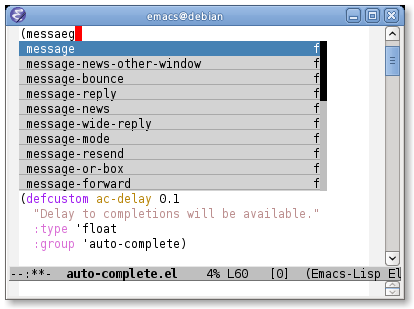 emacs@debian
(messaeg
message f
message-news-other-window f
message-bounce f
message-reply f
message-news f
message-wide-reply f
message-mode f
message-resend f
message-or-box f
message-forward f
(defcustom ac-delay 0.1
"Delay to completions will be available."
:type 'float
:group 'auto-complete)
--:**- auto-complete.el 4% L60 [0] (Emacs-Lisp El